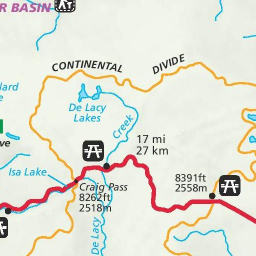 R BASIN
CONTINENTAL DIVIDE
De Lacy
Lakes
Creek
17 mi
27 km
Isa Lake
Craig Pass
8262ft
2518m
8391ft
2558m
De Lacy